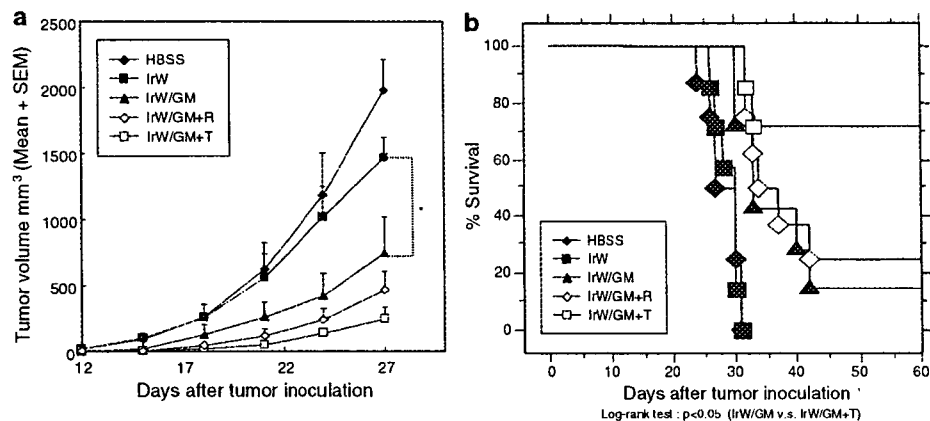 a
2500
2000
1500
1000
500
0
12
17
22
27
Tumor volume mm³ (Mean + SEM)
Days after tumor inoculation
HBSS
IrW
IrW/GM
IrW/GM+R
IrW/GM+T
*
b
100
80
60
40
20
0
0
10
20
30
40
50
60
% Survival
HBSS
IrW
IrW/GM
IrW/GM+R
IrW/GM+T
Days after tumor inoculation
Log-rank test : p<0.05 (IrW/GM v.s. IrW/GM+T)